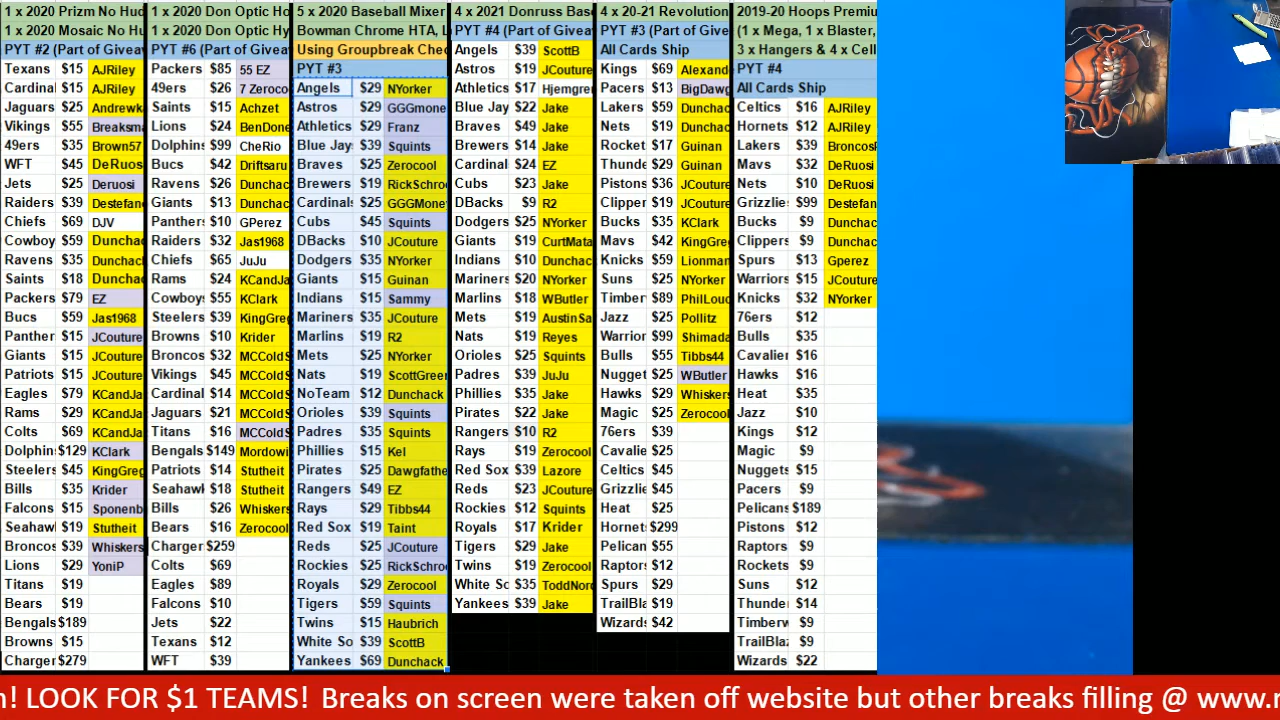 1 x 2020 Prizm No Hu
1 x 2020 Mosaic No Hu
PYT #2 (Part of Givea
Texans $15 AJRiley
Cardinal $15 AJRiley
Jaguars $25 Andrewk
Vikings $55 Breaksma
49ers $35 Brown57
WFT $45 DeRuos
Jets $25 Deruosi
Raiders $39 Destefan
Chiefs $69 DJV
Cowboy $59 Dunchac
Ravens $35 Dunchac
Saints $18 Dunchac
Packers $79 EZ
Bucs $59 Jas1968
Panther $15 JCouture
Giants $15 JCouture
Patriots $15 JCouture
Eagles $79 KCandJa
Rams $29 KCandJa
Colts $69 KCandJa
Dolphin $129 KClark
Steelers $45 KingGreg
Bills $35 Krider
Falcons $15 Sponenb
Seahaw $19 Stutheit
Broncos $39 Whiskers
Lions $29 YoniP
Titans $19
Bears $19
Bengals $189
Browns $15
Charger $279
1 x 2020 Don Optic Ho
1 x 2020 Don Optic Hy
PYT #6 (Part of Givea
Packers $85 55 EZ
49ers $26 7 Zeroco
Saints $15 Achzet
Lions $24 BenDone
Dolphins $99 CheRio
Bucs $42 Driftsaru
Ravens $26 Dunchac
Giants $13 Dunchac
Panthers $10 GPerez
Raiders $32 Jas1968
Chiefs $65 JuJu
Rams $24 KCandJa
Cowboys $55 KClark
Steelers $39 KingGreg
Browns $10 Krider
Broncos $32 MCColdS
Vikings $45 MCColdS
Cardinal $14 MCColdS
Jaguars $21 MCColdS
Titans $16 MCColdS
Bengals $149 Mordowi
Patriots $14 Stutheit
Seahawk $18 Stutheit
Bills $26 Whiskers
Bears $16 Zerocool
Charger $259
Colts $69
Eagles $89
Falcons $10
Jets $22
Texans $12
WFT $39
5 x 2020 Baseball Mixer
Bowman Chrome HTA, L
Using Groupbreak Chec
PYT #3
Angels $29 NYorker
Astros $29 GGGmone
Athletics $29 Franz
Blue Jay $39 Squints
Braves $25 Zerocool
Brewers $19 RickSchroe
Cardinals $25 GGGMoney
Cubs $45 Squints
DBacks $10 JCouture
Dodgers $35 NYorker
Giants $15 Guinan
Indians $15 Sammy
Mariners $35 JCouture
Marlins $19 R2
Mets $25 NYorker
Nats $19 ScottGreen
NoTeam $12 Dunchack
Orioles $39 Squints
Padres $35 Squints
Phillies $15 Kel
Pirates $25 Dawgfathe
Rangers $49 EZ
Rays $29 Tibbs44
Red Sox $19 Taint
Reds $25 JCouture
Rockies $25 RickSchroe
Royals $29 Zerocool
Tigers $59 Squints
Twins $15 Haubrich
White So $39 ScottB
Yankees $69 Dunchack
4 x 2021 Donruss Base
PYT #4 (Part of Givea
Angels $39 ScottB
Astros $19 JCouture
Athletics $17 Hjemgren
Blue Jay $22 Jake
Braves $49 Jake
Brewers $14 Jake
Cardinal $24 EZ
Cubs $23 Jake
DBacks $9 R2
Dodgers $25 NYorker
Giants $19 CurtMata
Indians $10 Dunchac
Mariners $20 NYorker
Marlins $18 WButler
Mets $19 AustinSa
Nats $19 Reyes
Orioles $25 Squints
Padres $39 JuJu
Phillies $35 Jake
Pirates $22 Jake
Rangers $10 R2
Rays $19 Zerocool
Red Sox $39 Lazore
Reds $23 JCouture
Rockies $12 Squints
Royals $17 Krider
Tigers $29 Jake
Twins $19 Zerocool
White So $35 ToddNord
Yankees $39 Jake
4 x 20-21 Revolution
PYT #3 (Part of Give
All Cards Ship
Kings $69 Alexand
Pacers $13 BigDawg
Lakers $59 Dunchac
Nets $19 Dunchac
Rocket $17 Guinan
Thunde $29 Guinan
Pistons $36 JCouture
Clipper $19 JCouture
Bucks $35 KClark
Mavs $42 KingGre
Knicks $59 Lionman
Suns $25 NYorker
Timber $89 PhilLouc
Jazz $25 Pollitz
Warrior $99 Shimada
Bulls $55 Tibbs44
Nugget $25 WButler
Hawks $29 Whiskers
Magic $25 Zerocool
76ers $39
Cavalie $25
Celtics $45
Grizzlie $45
Heat $25
Hornet $299
Pelican $55
Raptor $12
Spurs $29
TrailBla $19
Wizard $42
2019-20 Hoops Premiu
(1 x Mega, 1 x Blaster,
3 x Hangers & 4 x Cell
PYT #4
All Cards Ship
Celtics $16 AJRiley
Hornets $12 AJRiley
Lakers $39 Broncos
Mavs $32 DeRuosi
Nets $10 DeRuosi
Grizzlie $99 Destefan
Bucks $9 Dunchac
Clippers $9 Dunchac
Spurs $13 Gperez
Warriors $15 JCouture
Knicks $32 NYorker
76ers $12
Bulls $35
Cavalier $16
Hawks $16
Heat $35
Jazz $10
Kings $12
Magic $9
Nuggets $15
Pacers $9
Pelicans $189
Pistons $12
Raptors $9
Rockets $9
Suns $12
Thunder $14
Timberw $9
TrailBlaz $9
Wizards $22
n! LOOK FOR $1 TEAMS! Breaks on screen were taken off website but other breaks filling @ www.r